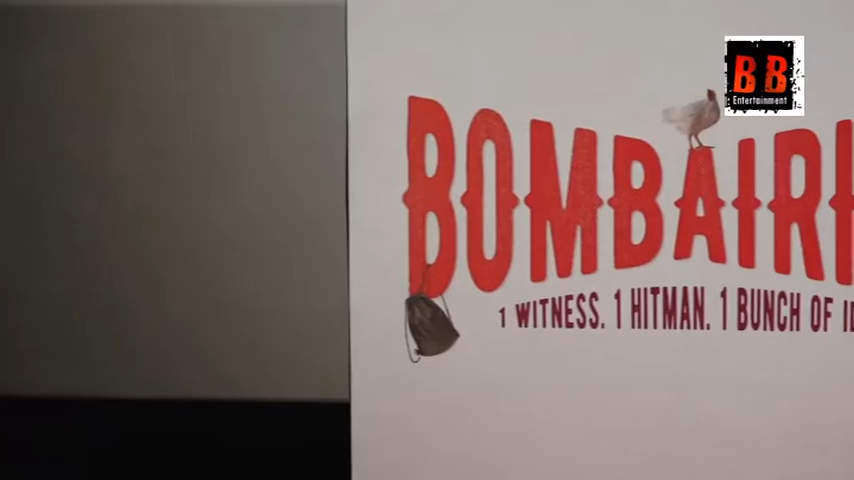 BB
Entertainment
BOMBAIR
1 WITNESS. 1 HITMAN. 1 BUNCH OF I